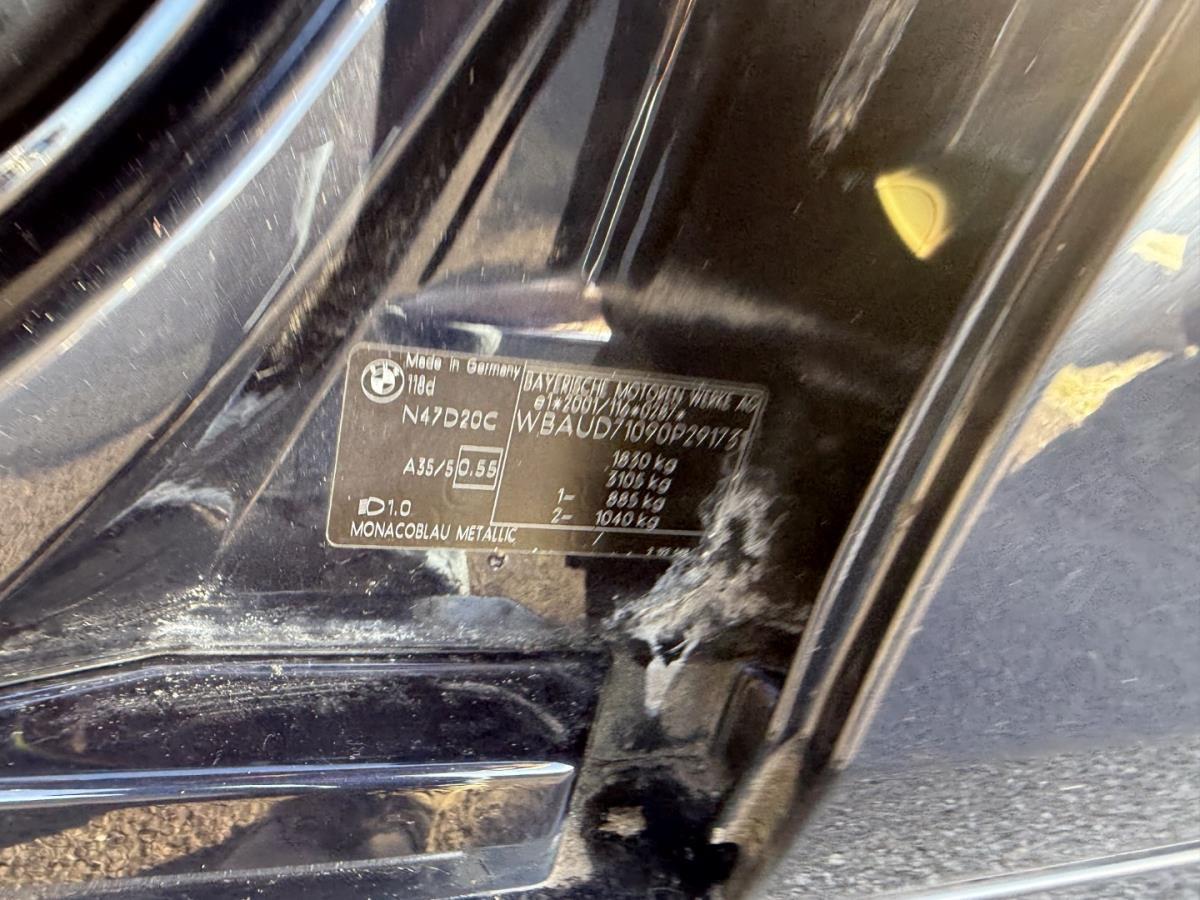 Made in Germany
118d
N47D20C
A35/5 0.55
1.0
MONACOBLAU METALLIC
BAYERISCHE MOTOREN WERKE AG
e1*2001/116*0287*
WBAUD71090P29173
1830 kg
3105 kg
1- 885 kg
2- 1040 kg